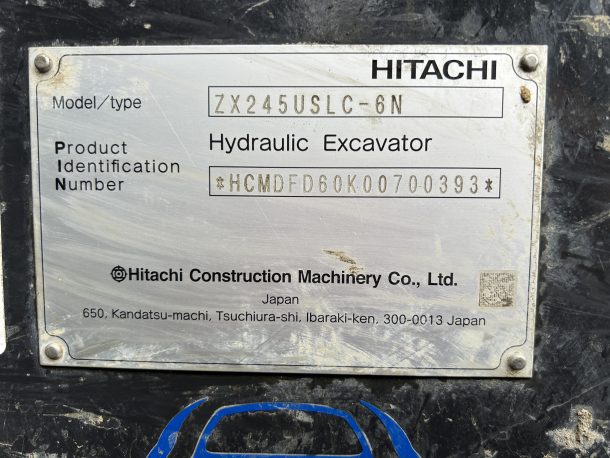 HITACHI
Model/type ZX245USLC-6N
Product Hydraulic Excavator
Identification
Number *HCMDFD60K00700393*
Hitachi Construction Machinery Co., Ltd.
Japan
650, Kandatsu-machi, Tsuchiura-shi, Ibaraki-ken, 300-0013 Japan